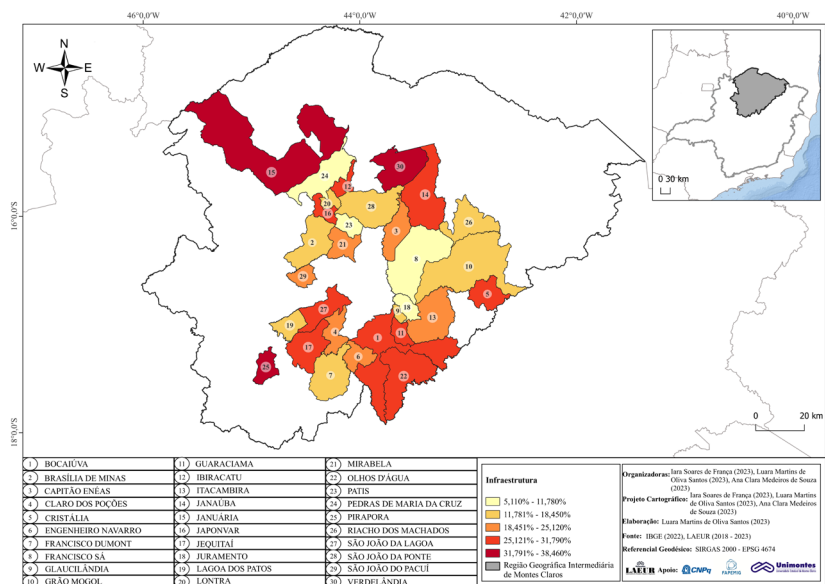 46°0,0'W
44°0,0'W
42°0,0'W
40°0,0'W
N
W E
S
0 30 km
16°0,0'S
18°0,0'S
15
24
12
30
14
20
16
28
23
3
26
2
21
8
10
29
5
27
18
9
13
19
4
11
17
1
6
25
7
22
0 20 km
1 BOCAIÚVA
2 BRASÍLIA DE MINAS
3 CAPITÃO ENÉAS
4 CLARO DOS POÇÕES
5 CRISTÁLIA
6 ENGENHEIRO NAVARRO
7 FRANCISCO DUMONT
8 FRANCISCO SÁ
9 GLAUCILÂNDIA
10 GRÃO MOGOL
11 GUARACIAMA
12 IBIRACATU
13 ITACAMBIRA
14 JANAÚBA
15 JANUÁRIA
16 JAPONVAR
17 JEQUITAÍ
18 JURAMENTO
19 LAGOA DOS PATOS
20 LONTRA
21 MIRABELA
22 OLHOS D'ÁGUA
23 PATIS
24 PEDRAS DE MARIA DA CRUZ
25 PIRAPORA
26 RIACHO DOS MACHADOS
27 SÃO JOÃO DA LAGOA
28 SÃO JOÃO DA PONTE
29 SÃO JOÃO DO PACUÍ
30 VERDELÂNDIA
Infraestrutura
5,110% - 11,780%
11,781% - 18,450%
18,451% - 25,120%
25,121% - 31,790%
31,791% - 38,460%
Região Geográfica Intermediária
de Montes Claros
Organizadoras: Iara Soares de França (2023), Luara Martins de
Oliva Santos (2023), Ana Clara Medeiros de Souza
(2023)
Projeto Cartográfico: Iara Soares de França (2023), Luara Martins
de Oliva Santos (2023), Ana Clara Medeiros
de Souza (2023)
Elaboração: Luara Martins de Oliva Santos (2023)
Fonte: IBGE (2022), LAEUR (2018 - 2023)
Referencial Geodésico: SIRGAS 2000 - EPSG 4674
LAEUR Apoio: CNPq FAPEMIG Unimontes